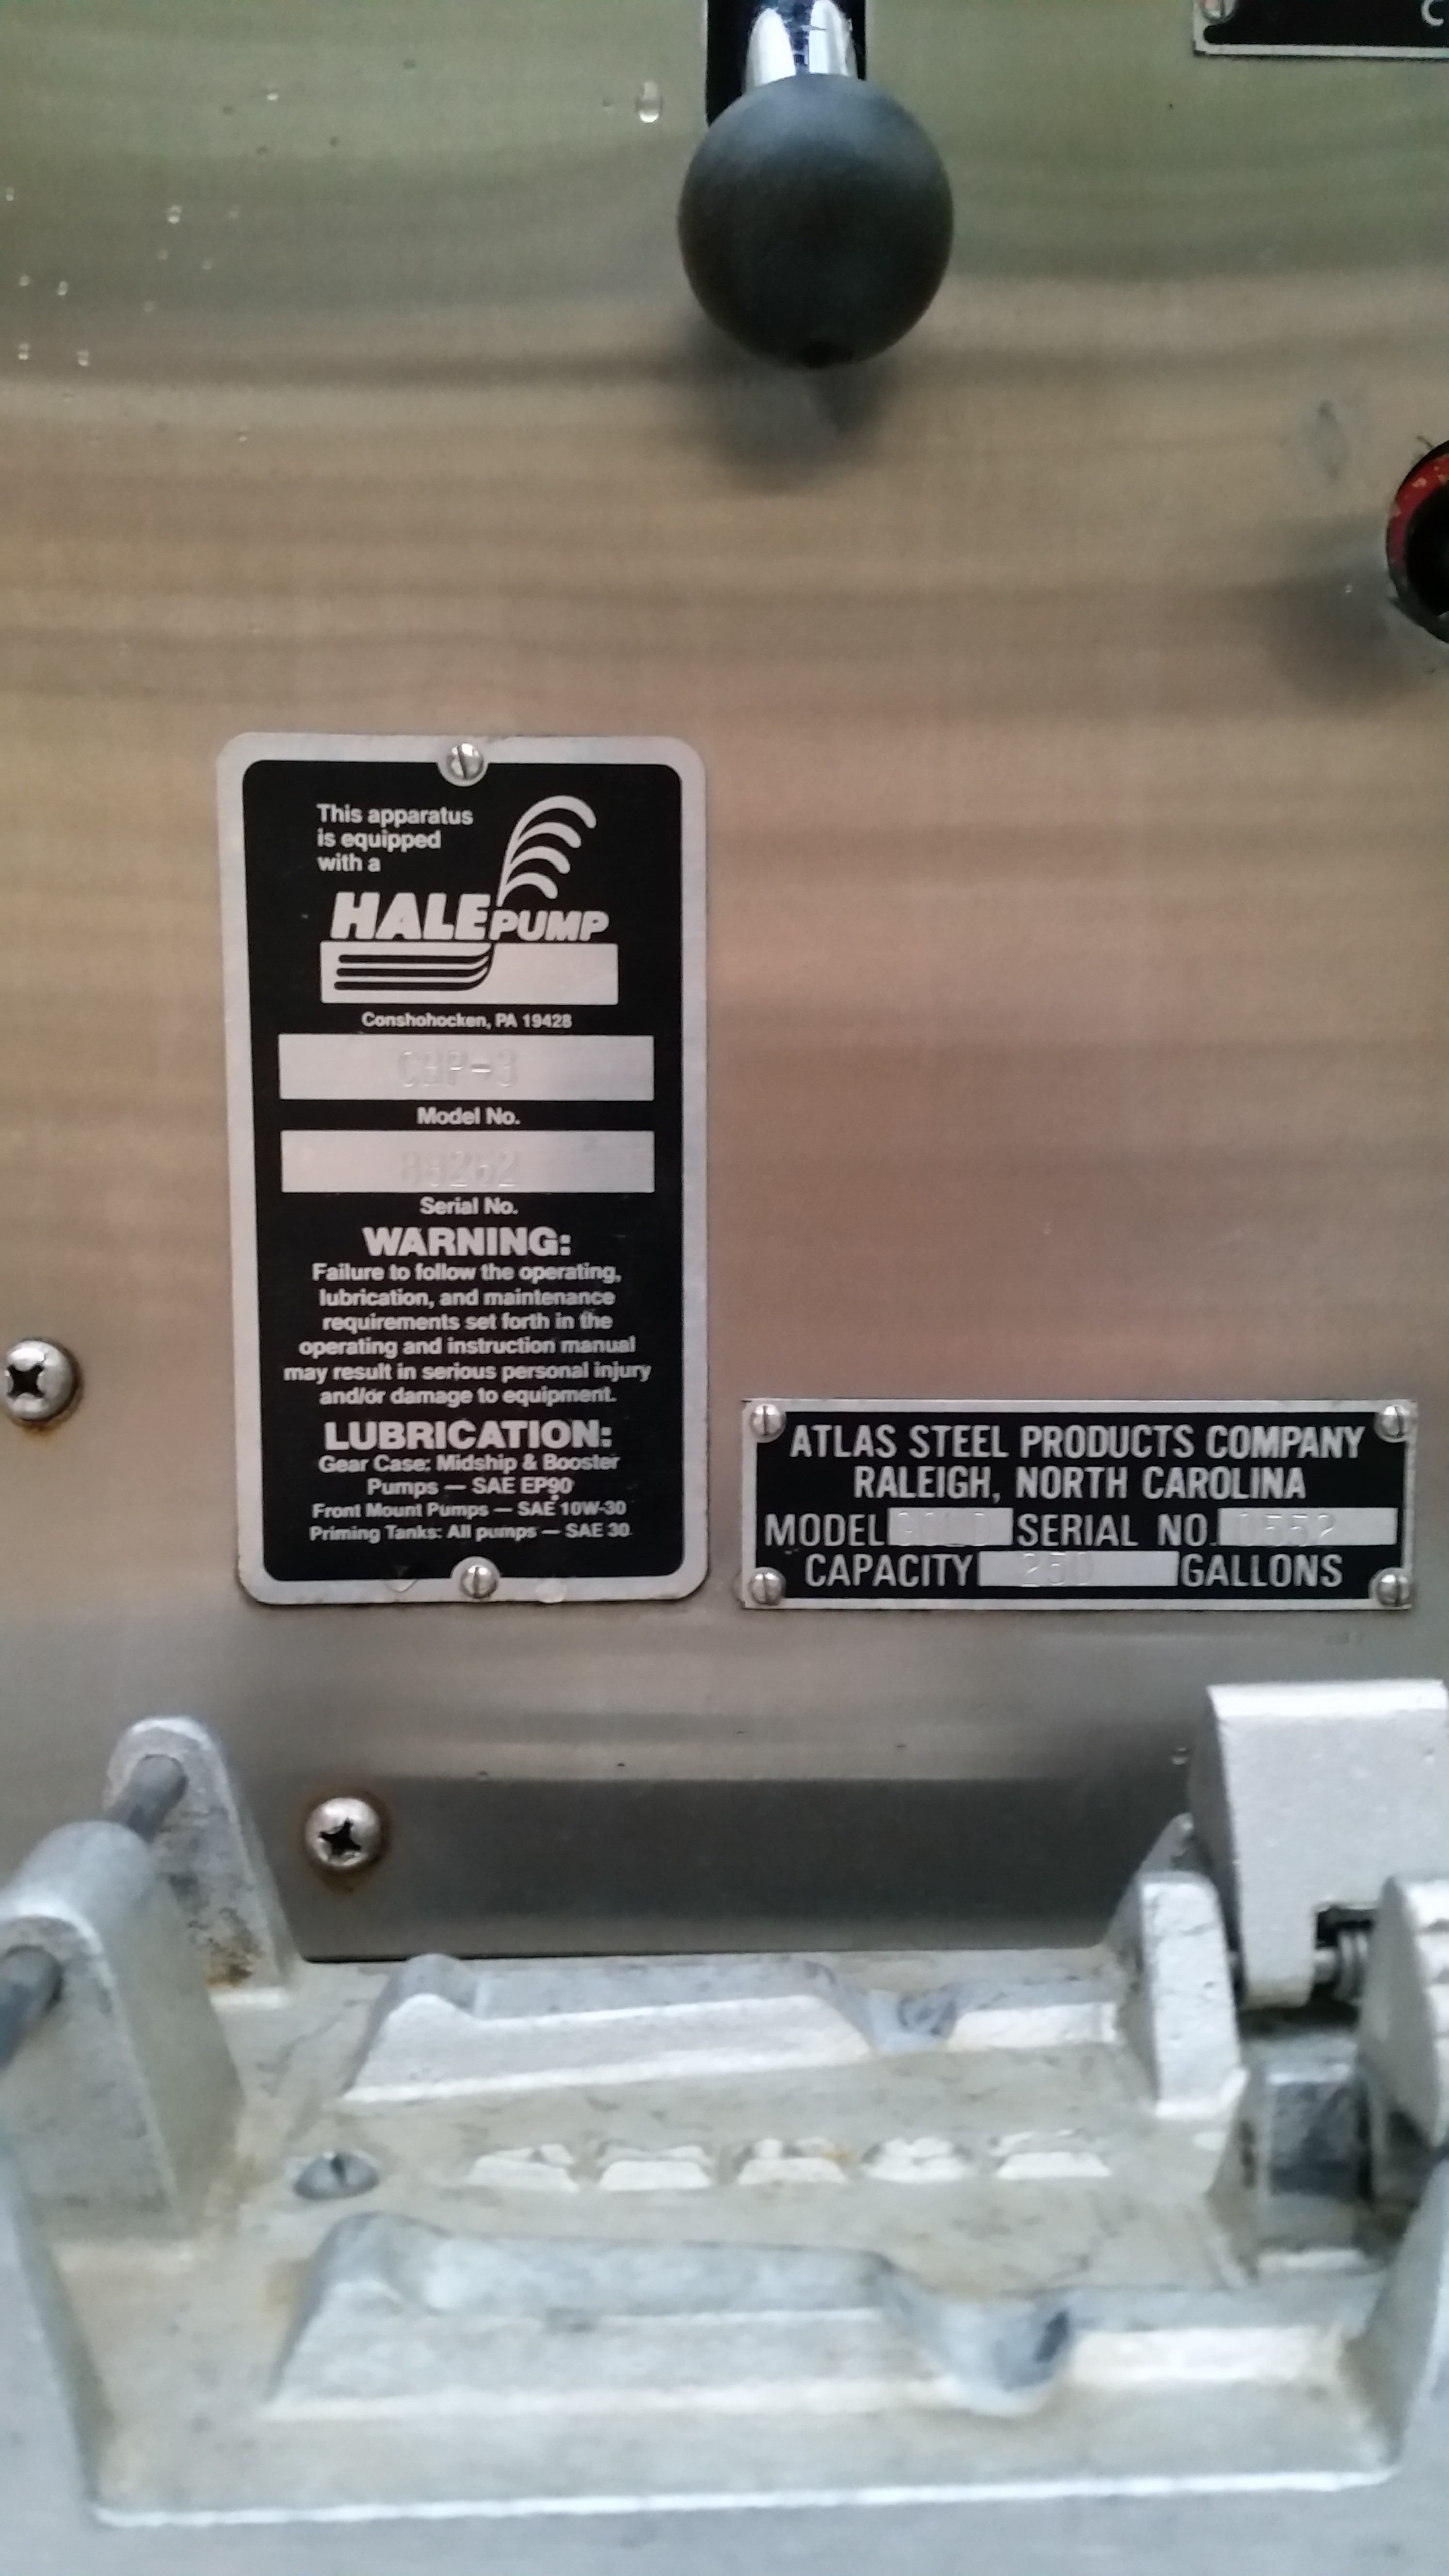 This apparatus
is equipped
with a
HALE PUMP
Conshohocken, PA 19428
Model No.
Serial No.
WARNING:
Failure to follow the operating,
lubrication, and maintenance
requirements set forth in the
operating and instruction manual
may result in serious personal injury
and/or damage to equipment.
LUBRICATION:
Gear Case: Midship & Booster
Pumps — SAE EP90
Front Mount Pumps — SAE 10W-30
Priming Tanks: All pumps — SAE 30
ATLAS STEEL PRODUCTS COMPANY
RALEIGH, NORTH CAROLINA
MODEL SERIAL NO.
CAPACITY 250 GALLONS